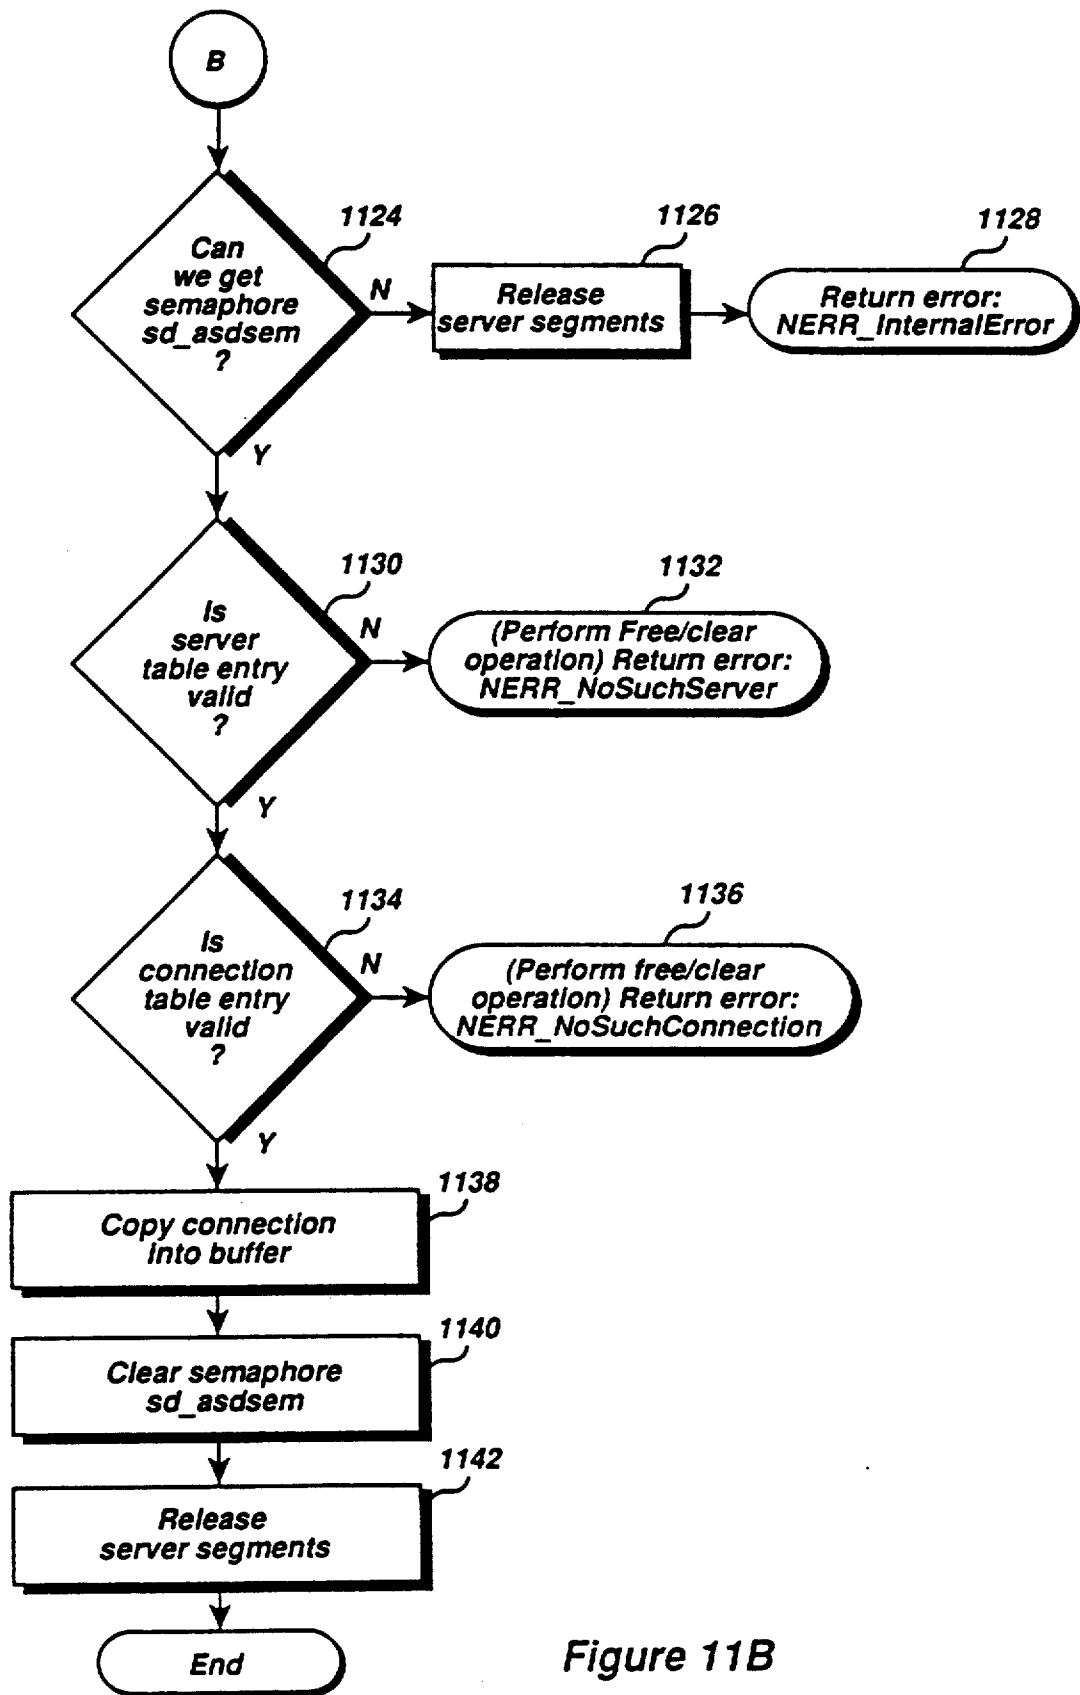 B
1124
Can
we get
semaphore
sd_asdsem
?
N
Y
1126
Release
server segments
1128
Return error:
NERR_InternalError
1130
Is
server
table entry
valid
?
N
Y
1132
(Perform Free/clear
operation) Return error:
NERR_NoSuchServer
1134
Is
connection
table entry
valid
?
N
Y
1136
(Perform free/clear
operation) Return error:
NERR_NoSuchConnection
1138
Copy connection
into buffer
1140
Clear semaphore
sd_asdsem
1142
Release
server segments
End
Figure 11B